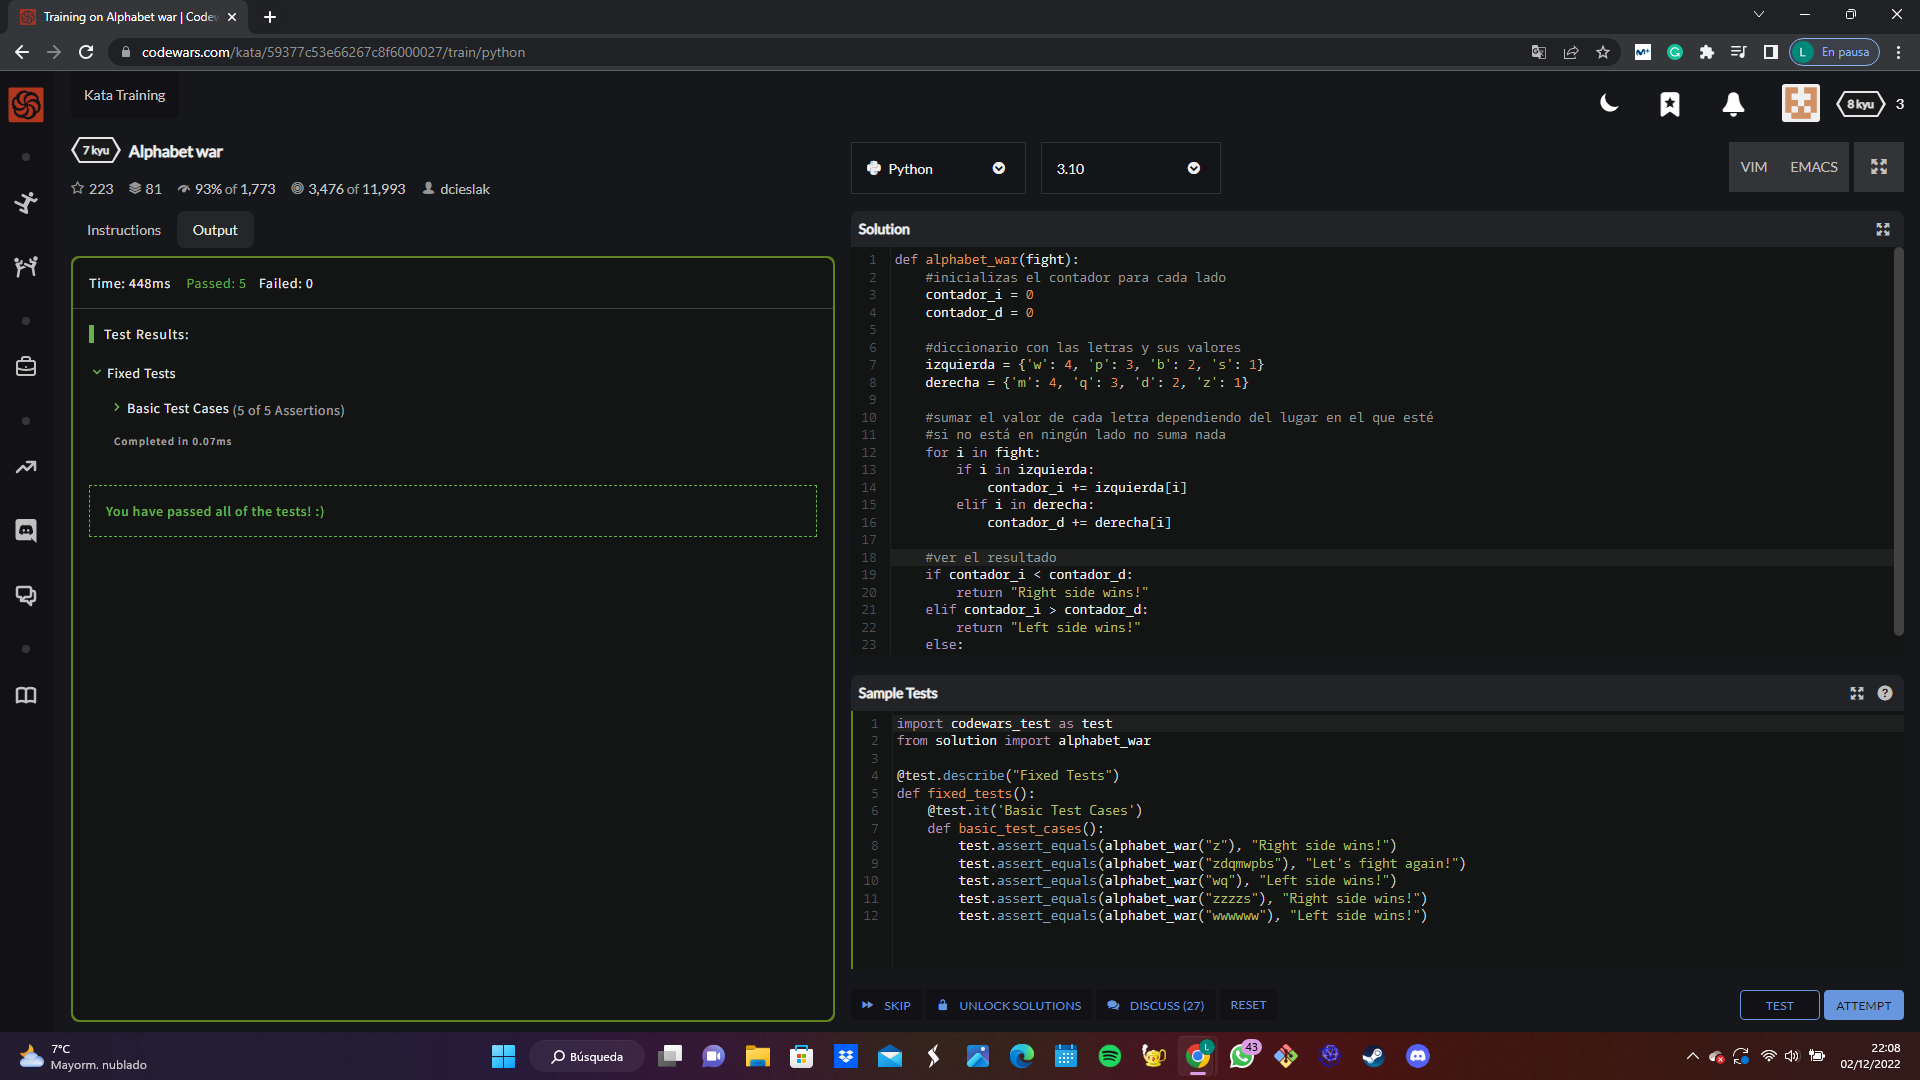 Training on Alphabet war | Codew
codewars.com/kata/59377c53e66267c8f6000027/train/python
L En pausa
Kata Training
8 kyu 3
7 kyu Alphabet war
223 81 93% of 1,773 3,476 of 11,993 dcieslak
Instructions Output
Time: 448ms Passed: 5 Failed: 0
Test Results:
Fixed Tests
Basic Test Cases (5 of 5 Assertions)
Completed in 0.07ms
You have passed all of the tests! :)
Python 3.10 VIM EMACS
Solution
1 def alphabet_war(fight):
2 #inicializas el contador para cada lado
3 contador_i = 0
4 contador_d = 0
5
6 #diccionario con las letras y sus valores
7 izquierda = {'w': 4, 'p': 3, 'b': 2, 's': 1}
8 derecha = {'m': 4, 'q': 3, 'd': 2, 'z': 1}
9
10 #sumar el valor de cada letra dependiendo del lugar en el que esté
11 #si no está en ningún lado no suma nada
12 for i in fight:
13 if i in izquierda:
14 contador_i += izquierda[i]
15 elif i in derecha:
16 contador_d += derecha[i]
17
18 #ver el resultado
19 if contador_i < contador_d:
20 return "Right side wins!"
21 elif contador_i > contador_d:
22 return "Left side wins!"
23 else:
Sample Tests
1 import codewars_test as test
2 from solution import alphabet_war
3
4 @test.describe("Fixed Tests")
5 def fixed_tests():
6 @test.it('Basic Test Cases')
7 def basic_test_cases():
8 test.assert_equals(alphabet_war("z"), "Right side wins!")
9 test.assert_equals(alphabet_war("zdqmwpbs"), "Let's fight again!")
10 test.assert_equals(alphabet_war("wq"), "Left side wins!")
11 test.assert_equals(alphabet_war("zzzzs"), "Right side wins!")
12 test.assert_equals(alphabet_war("wwwwww"), "Left side wins!")
SKIP UNLOCK SOLUTIONS DISCUSS (27) RESET TEST ATTEMPT
7°C
Mayorm. nublado
Búsqueda
L
43
22:08
02/12/2022